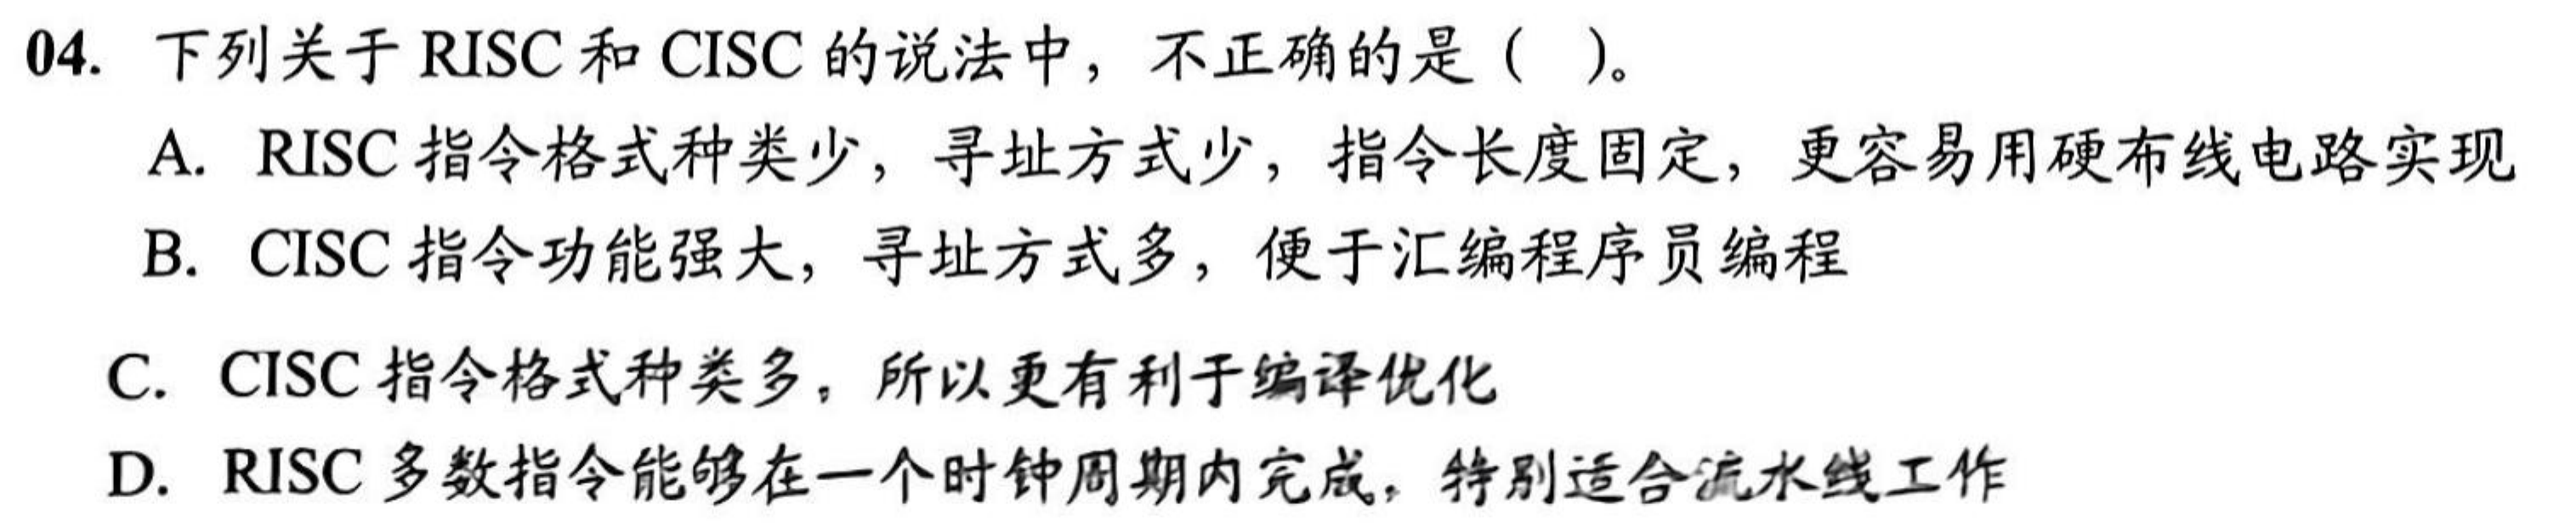 04. 下列关于 RISC 和 CISC 的说法中，不正确的是（ ）。
A. RISC 指令格式种类少，寻址方式少，指令长度固定，更容易用硬布线电路实现
B. CISC 指令功能强大，寻址方式多，便于汇编程序员编程
C. CISC 指令格式种类多，所以更有利于编译优化
D. RISC 多数指令能够在一个时钟周期内完成，特别适合流水线工作